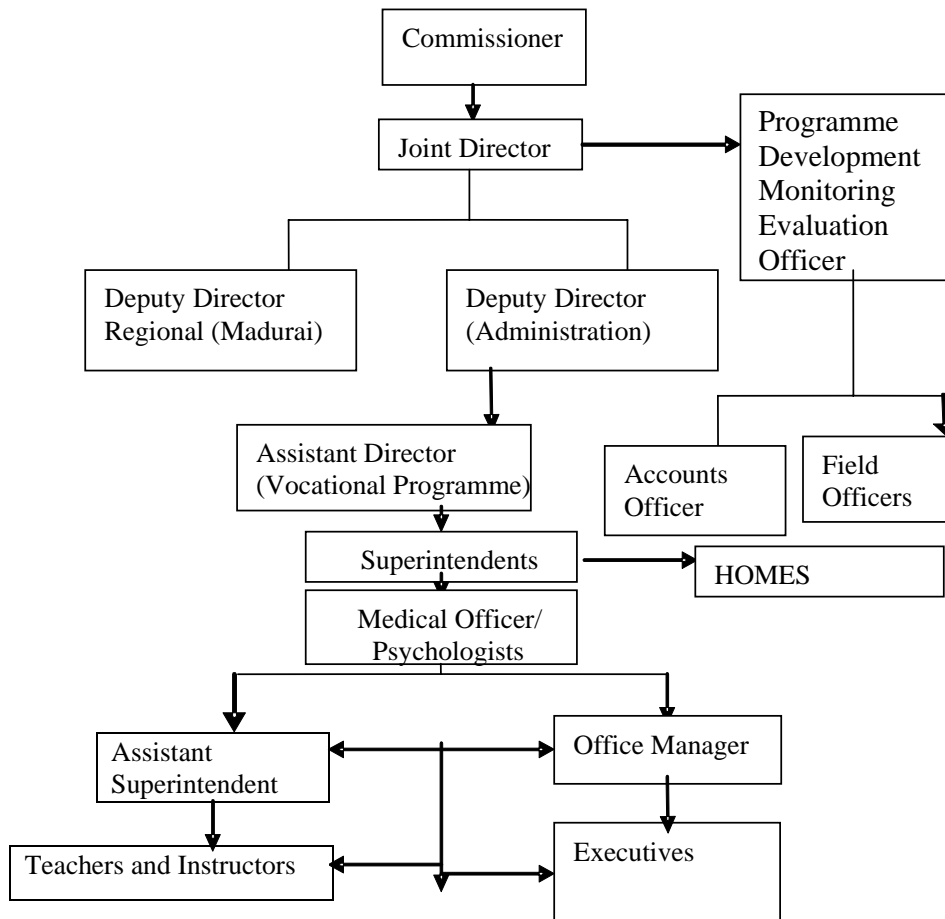 Commissioner
Joint Director
Programme
Development
Monitoring
Evaluation
Officer
Deputy Director
Regional (Madurai)
Deputy Director
(Administration)
Assistant Director
(Vocational Programme)
Accounts
Officer
Field
Officers
Superintendents
HOMES
Medical Officer/
Psychologists
Assistant
Superintendent
Office Manager
Teachers and Instructors
Executives